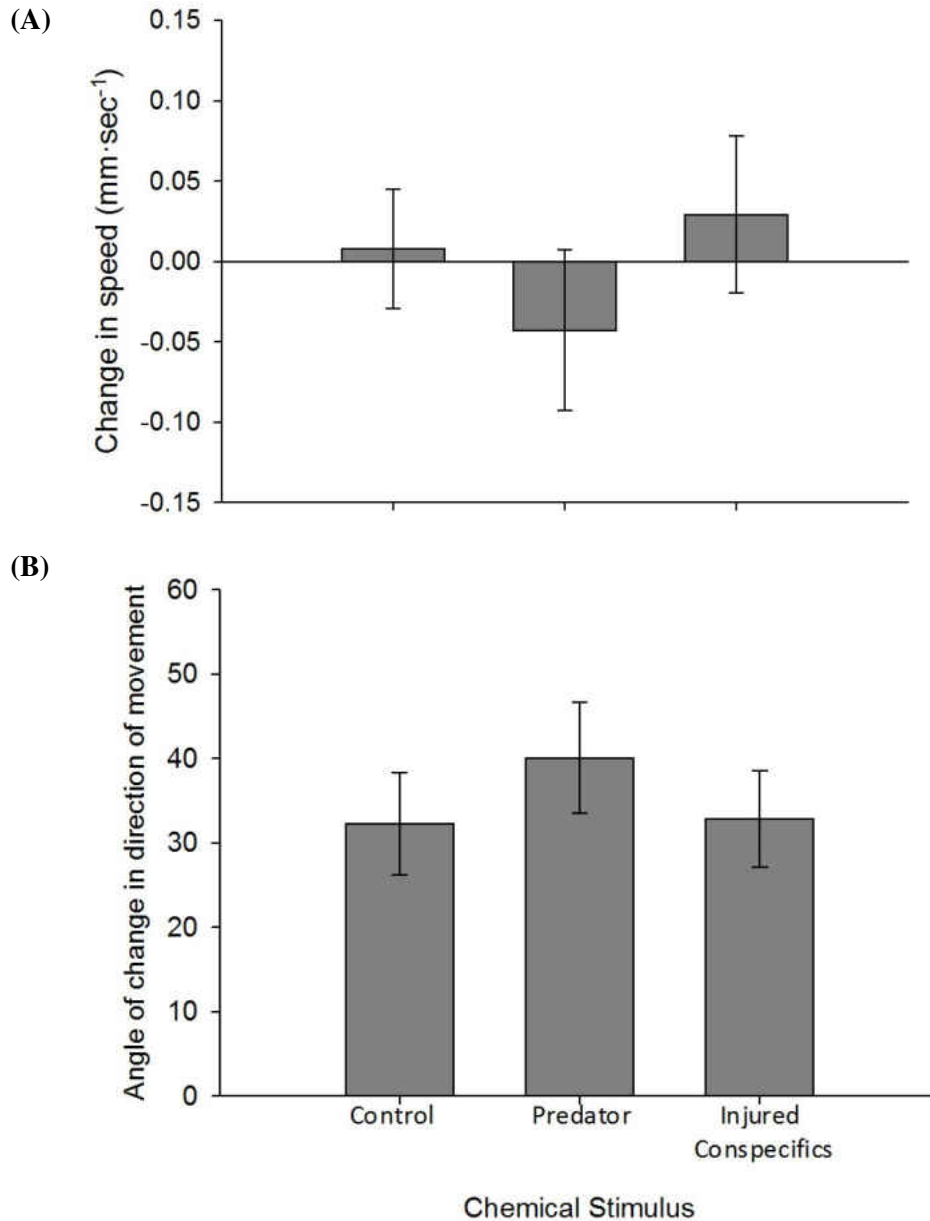 (A)
Change in speed (mm·sec⁻¹)
0.15
0.10
0.05
0.00
-0.05
-0.10
-0.15
(B)
Angle of change in direction of movement
60
50
40
30
20
10
0
Control
Predator
Injured
Conspecifics
Chemical Stimulus